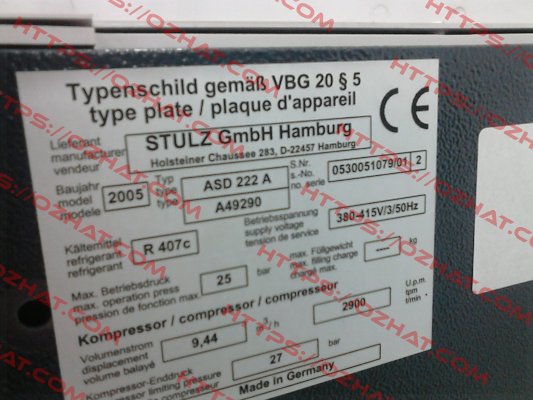 Typenschild gemäß VBG 20 § 5
type plate / plaque d'appareil
Lieferant
manufacturer
vendeur
STULZ GmbH Hamburg
Holsteiner Chaussee 283, D-22457 Hamburg
CE
Baujahr
model
modele
2005
Typ
type
type
ASD 222 A
A49290
S.Nr.
s.-No.
no. serie
0530051079/01
2
Kältemittel
refrigerant
refrigerant
R 407c
Betriebsspannung
supply voltage
tension de service
380-415V/3/50Hz
Max. Betriebsdruck
max. operation press
pression de fonction max.
25
bar
max. Füllgewicht
max. filling charge
charge max.
----
kg
Kompressor / compressor / compresseur
Volumenstrom
displacement
volume balayé
9,44
m³/h
2900
U.p.m.
rpm
t/min.
Kompressor-Enddruck
compressor limiting pressure
27
bar
Made in Germany
HTTPS://OZHAT.COM